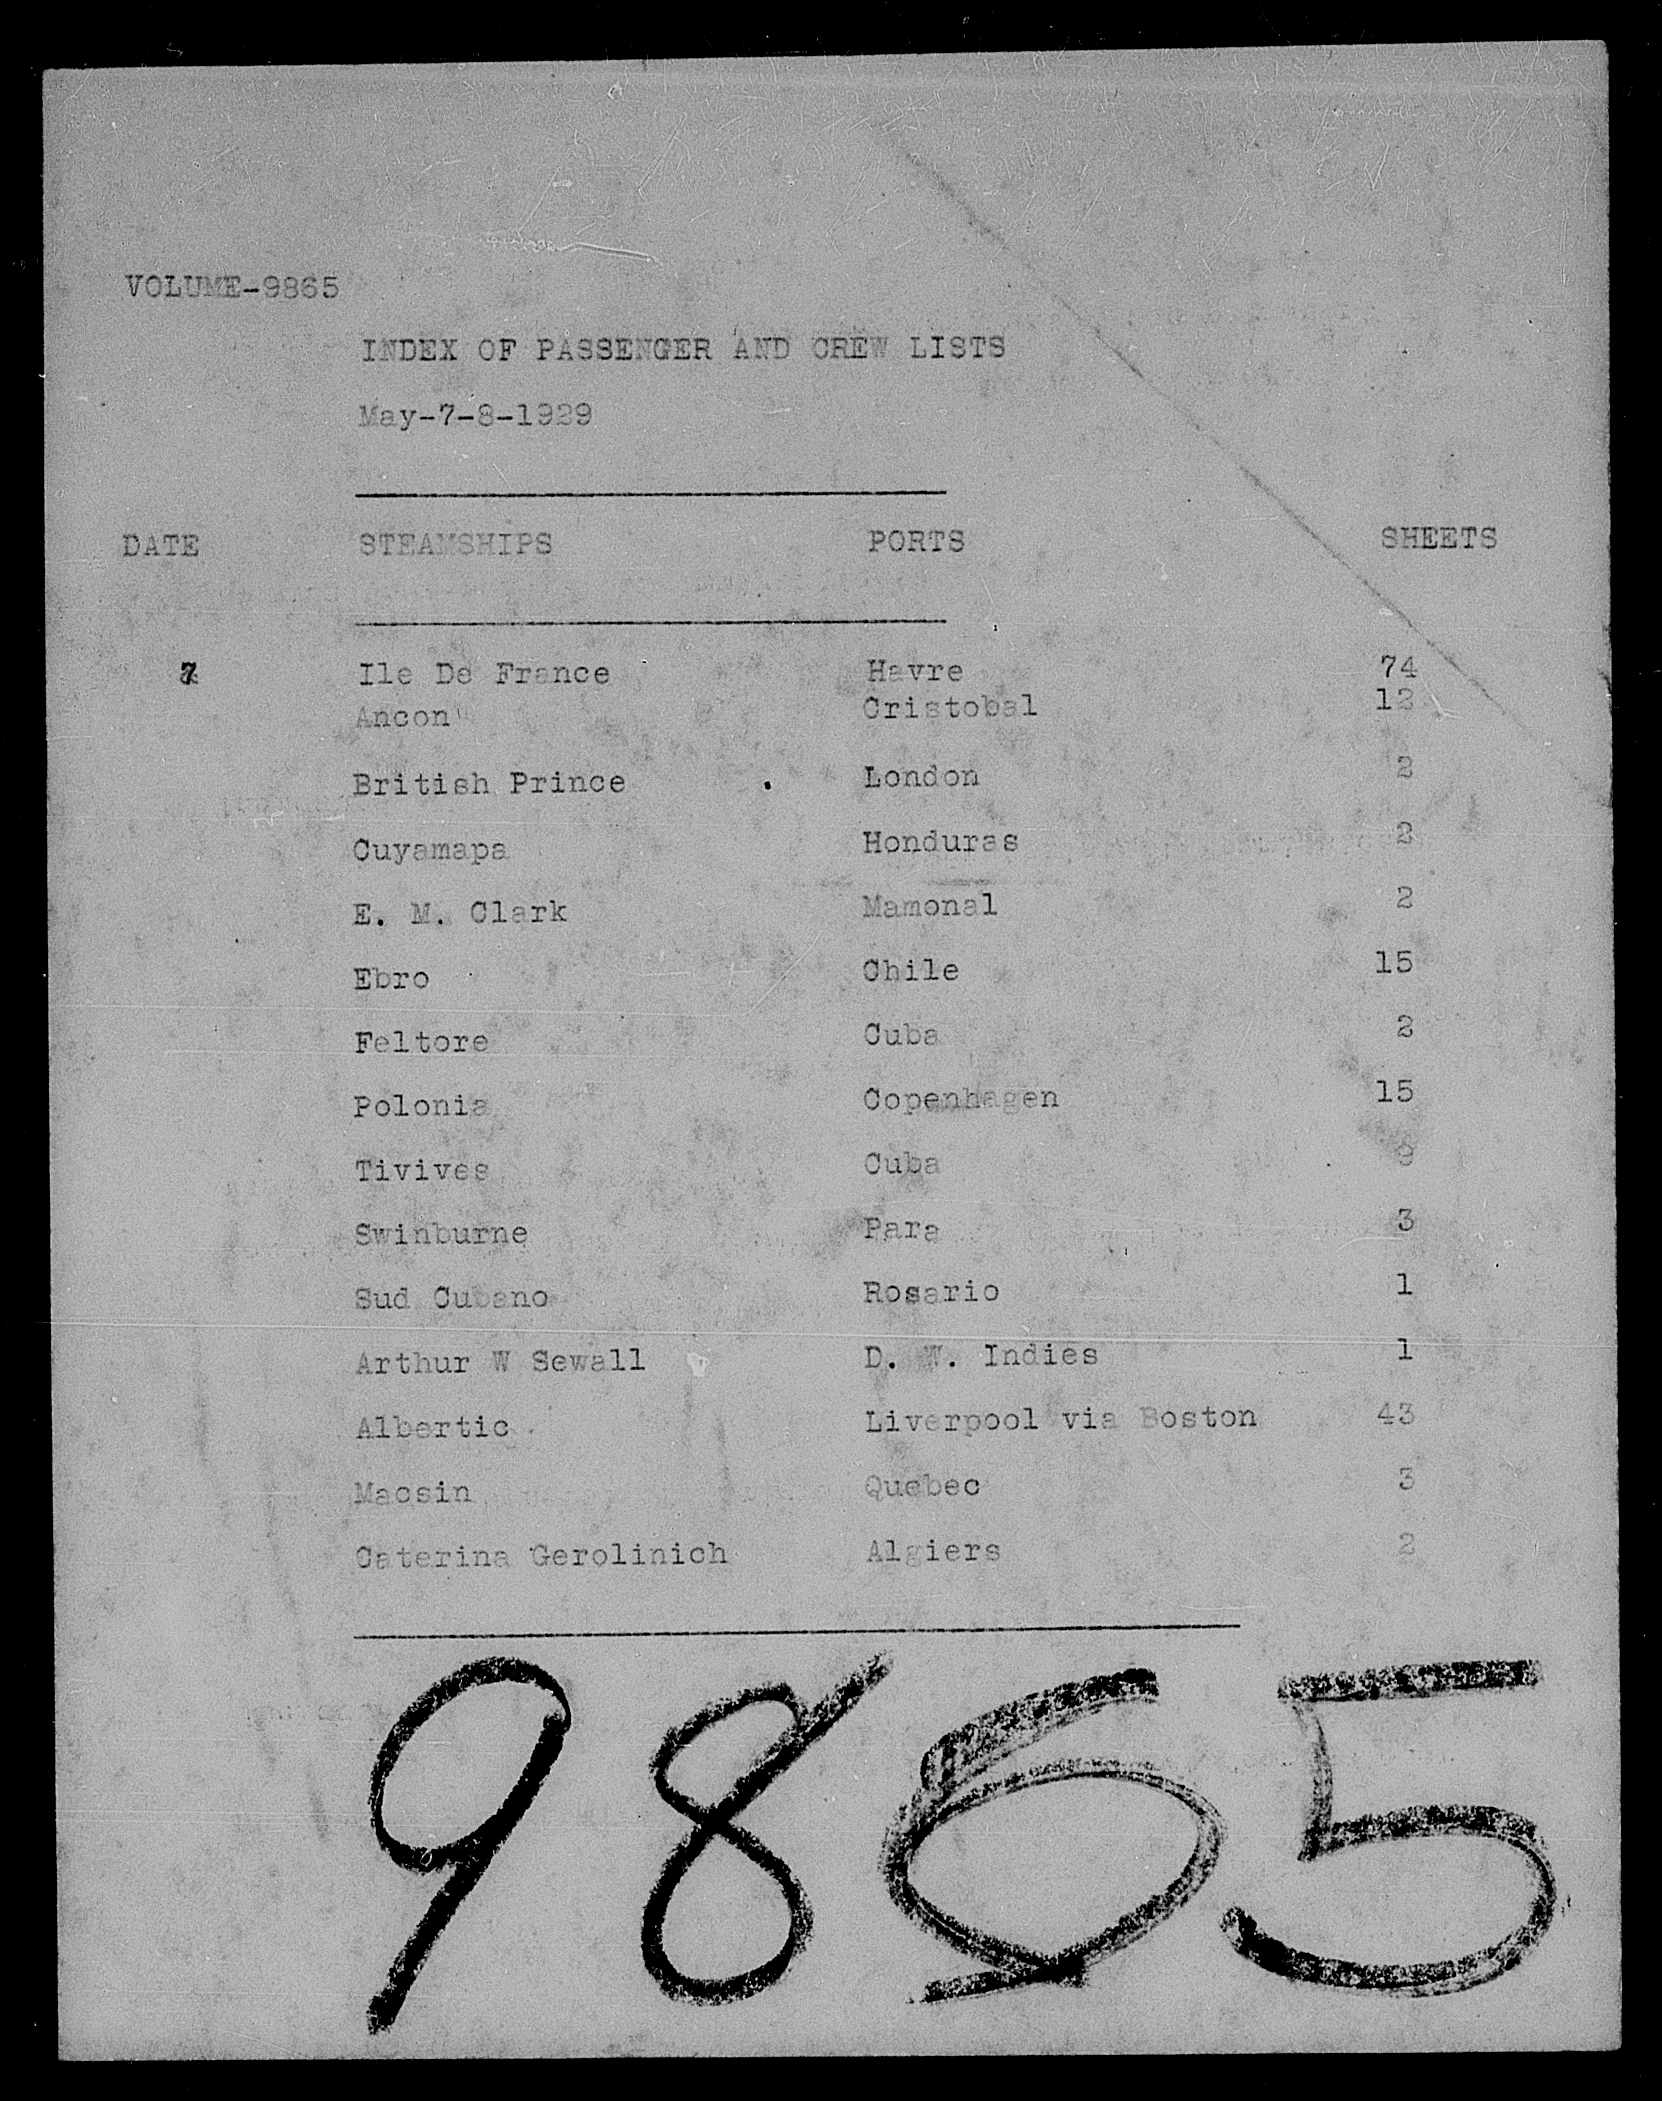 VOLUME-9865
INDEX OF PASSENGER AND CREW LISTS
May-7-8-1929
DATE STEAMSHIPS PORTS SHEETS
7 Ile De France Havre 74
Ancon Cristobal 12
British Prince London 2
Cuyamapa Honduras 2
E. M. Clark Mamonal 2
Ebro Chile 15
Feltore Cuba 2
Polonia Copenhagen 15
Tivives Cuba 9
Swinburne Para 3
Sud Cubano Rosario 1
Arthur W Sewall D. W. Indies 1
Albertic Liverpool via Boston 43
Macsin Quebec 3
Caterina Gerolinich Algiers 2
9865